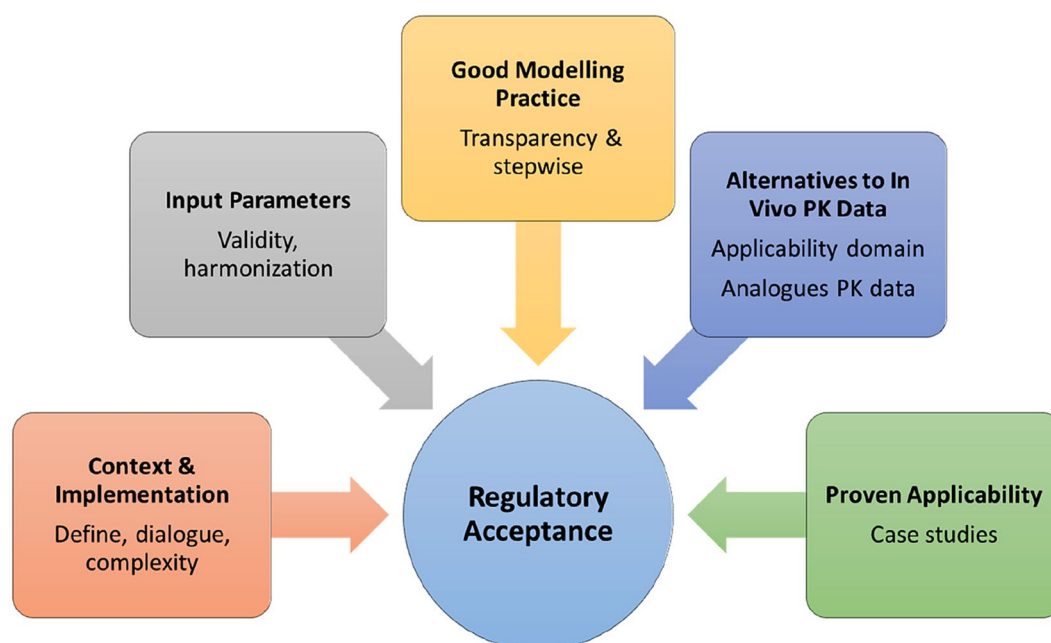 Good Modelling
Practice
Transparency &
stepwise
Input Parameters
Validity,
harmonization
Alternatives to In
Vivo PK Data
Applicability domain
Analogues PK data
Context &
Implementation
Define, dialogue,
complexity
Regulatory
Acceptance
Proven Applicability
Case studies